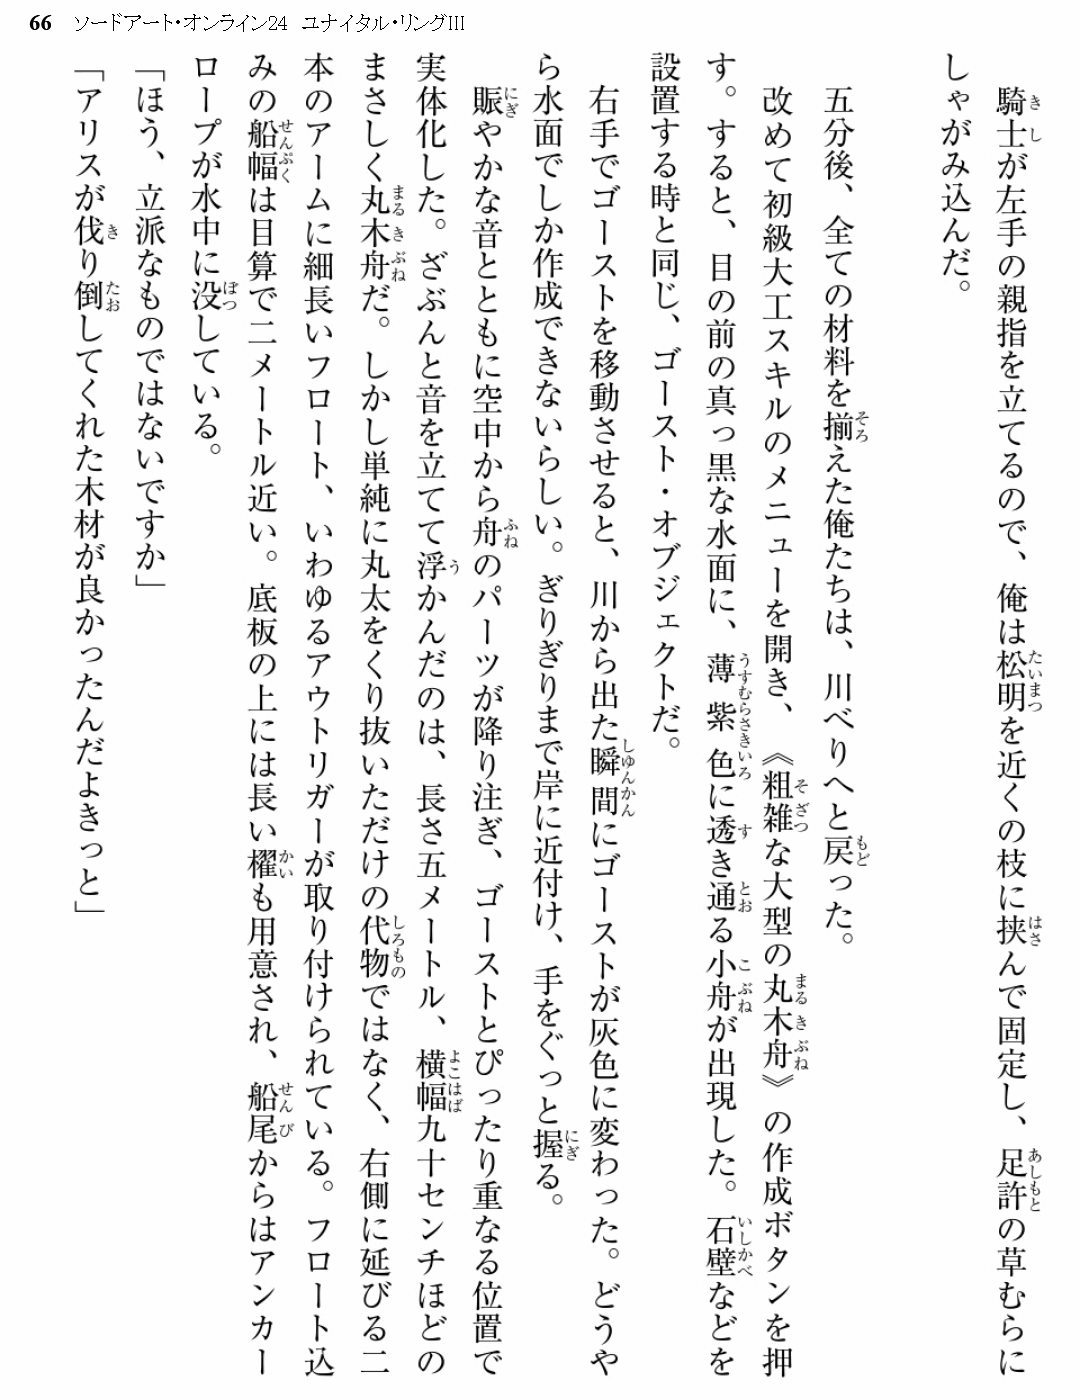 66 ソードアート・オンライン24 ユナイタル・リングIII
騎士が左手の親指を立てるので、俺は松明を近くの枝に挟んで固定し、足許の草むらに
しゃがみ込んだ。
五分後、全ての材料を揃えた俺たちは、川べりへと戻った。
改めて初級大工スキルのメニューを開き、《粗雑な大型の丸木舟》の作成ボタンを押
す。すると、目の前の真っ黒な水面に、薄紫色に透き通る小舟が出現した。石壁などを
設置する時と同じ、ゴースト・オブジェクトだ。
右手でゴーストを移動させると、川から出た瞬間にゴーストが灰色に変わった。どうや
ら水面でしか作成できないらしい。ぎりぎりまで岸に近付け、手をぐっと握る。
賑やかな音とともに空中から舟のパーツが降り注ぎ、ゴーストとぴったり重なる位置で
実体化した。ざぶんと音を立てて浮かんだのは、長さ五メートル、横幅九十センチほどの
まさしく丸木舟だ。しかし単純に丸太をくり抜いただけの代物ではなく、右側に延びる二
本のアームに細長いフロート、いわゆるアウトリガーが取り付けられている。フロート込
みの船幅は目算で二メートル近い。底板の上には長い櫂も用意され、船尾からはアンカー
ロープが水中に没している。
「ほう、立派なものではないですか」
「アリスが伐り倒してくれた木材が良かったんだよきっと」